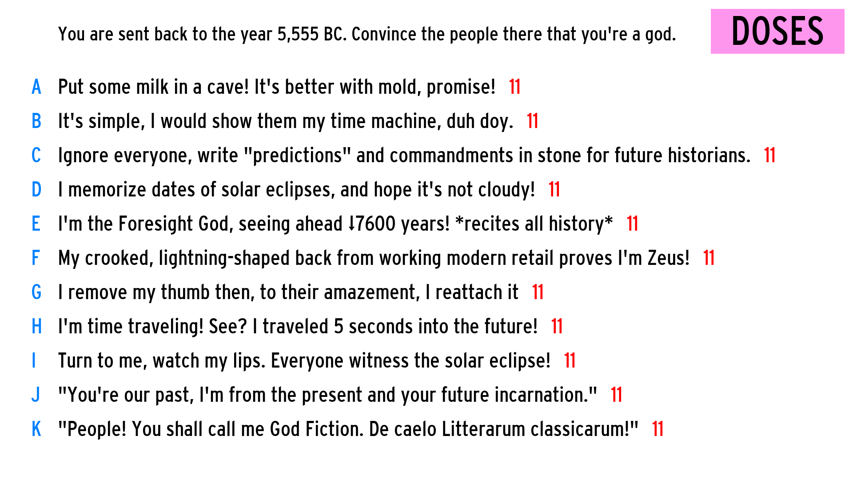 You are sent back to the year 5,555 BC. Convince the people there that you're a god.
DOSES
A Put some milk in a cave! It's better with mold, promise! 11
B It's simple, I would show them my time machine, duh doy. 11
C Ignore everyone, write "predictions" and commandments in stone for future historians. 11
D I memorize dates of solar eclipses, and hope it's not cloudy! 11
E I'm the Foresight God, seeing ahead ↓7600 years! *recites all history* 11
F My crooked, lightning-shaped back from working modern retail proves I'm Zeus! 11
G I remove my thumb then, to their amazement, I reattach it 11
H I'm time traveling! See? I traveled 5 seconds into the future! 11
I Turn to me, watch my lips. Everyone witness the solar eclipse! 11
J "You're our past, I'm from the present and your future incarnation." 11
K "People! You shall call me God Fiction. De caelo Litterarum classicarum!" 11